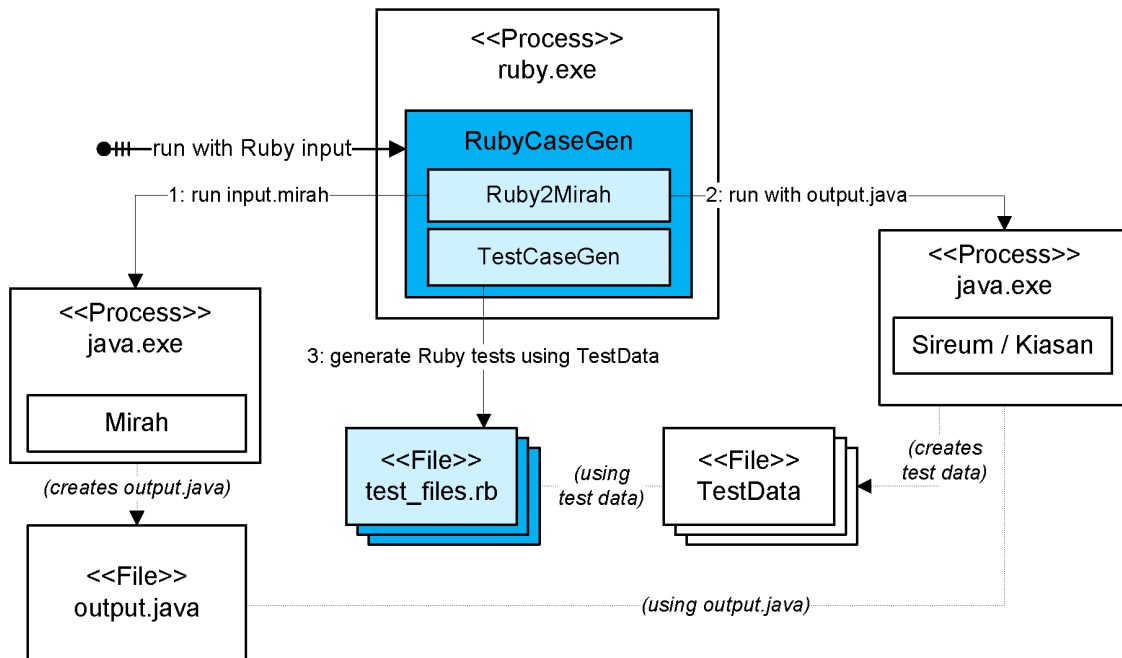 <<Process>>
ruby.exe
RubyCaseGen
run with Ruby input
Ruby2Mirah
1: run input.mirah
2: run with output.java
TestCaseGen
<<Process>>
java.exe
Sireum / Kiasan
<<Process>>
java.exe
Mirah
3: generate Ruby tests using TestData
(creates output.java)
<<File>>
test_files.rb
(using
test data)
<<File>>
TestData
(creates
test data)
<<File>>
output.java
(using output.java)